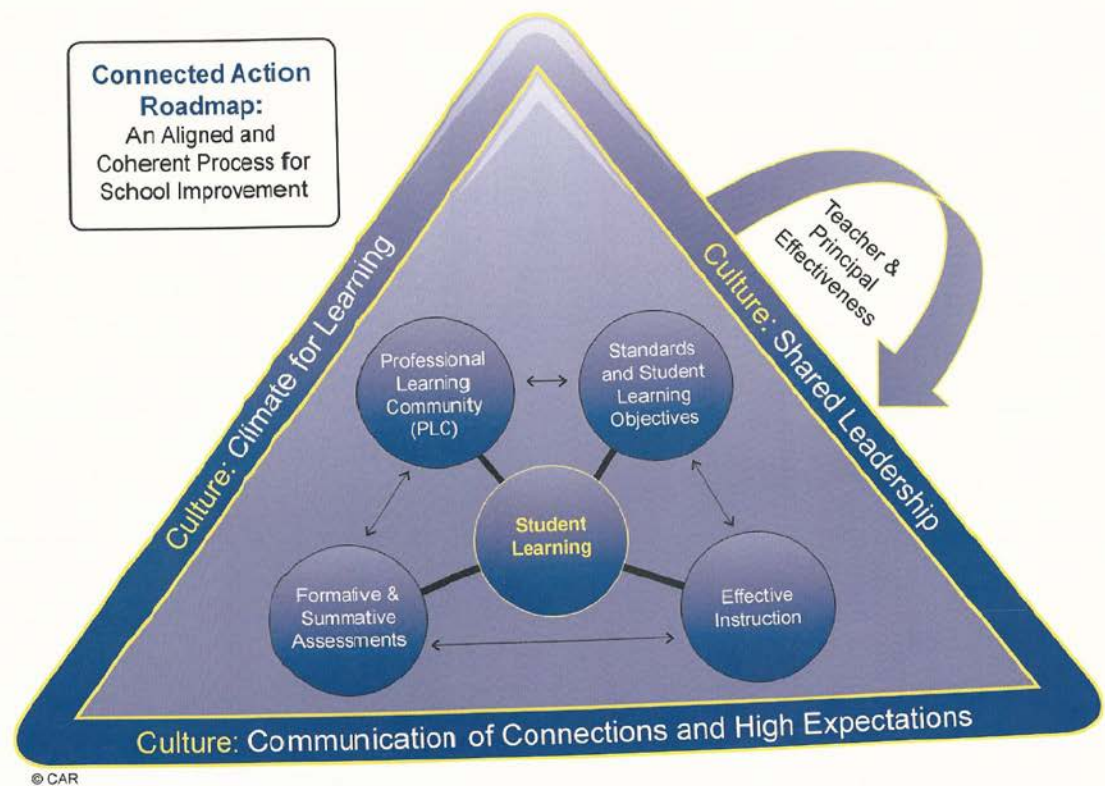 Connected Action
Roadmap:
An Aligned and
Coherent Process for
School Improvement
Culture: Climate for Learning
Culture: Shared Leadership
Teacher &
Principal
Effectiveness
Professional
Learning
Community
(PLC)
Standards
and Student
Learning
Objectives
Student
Learning
Formative &
Summative
Assessments
Effective
Instruction
Culture: Communication of Connections and High Expectations
© CAR